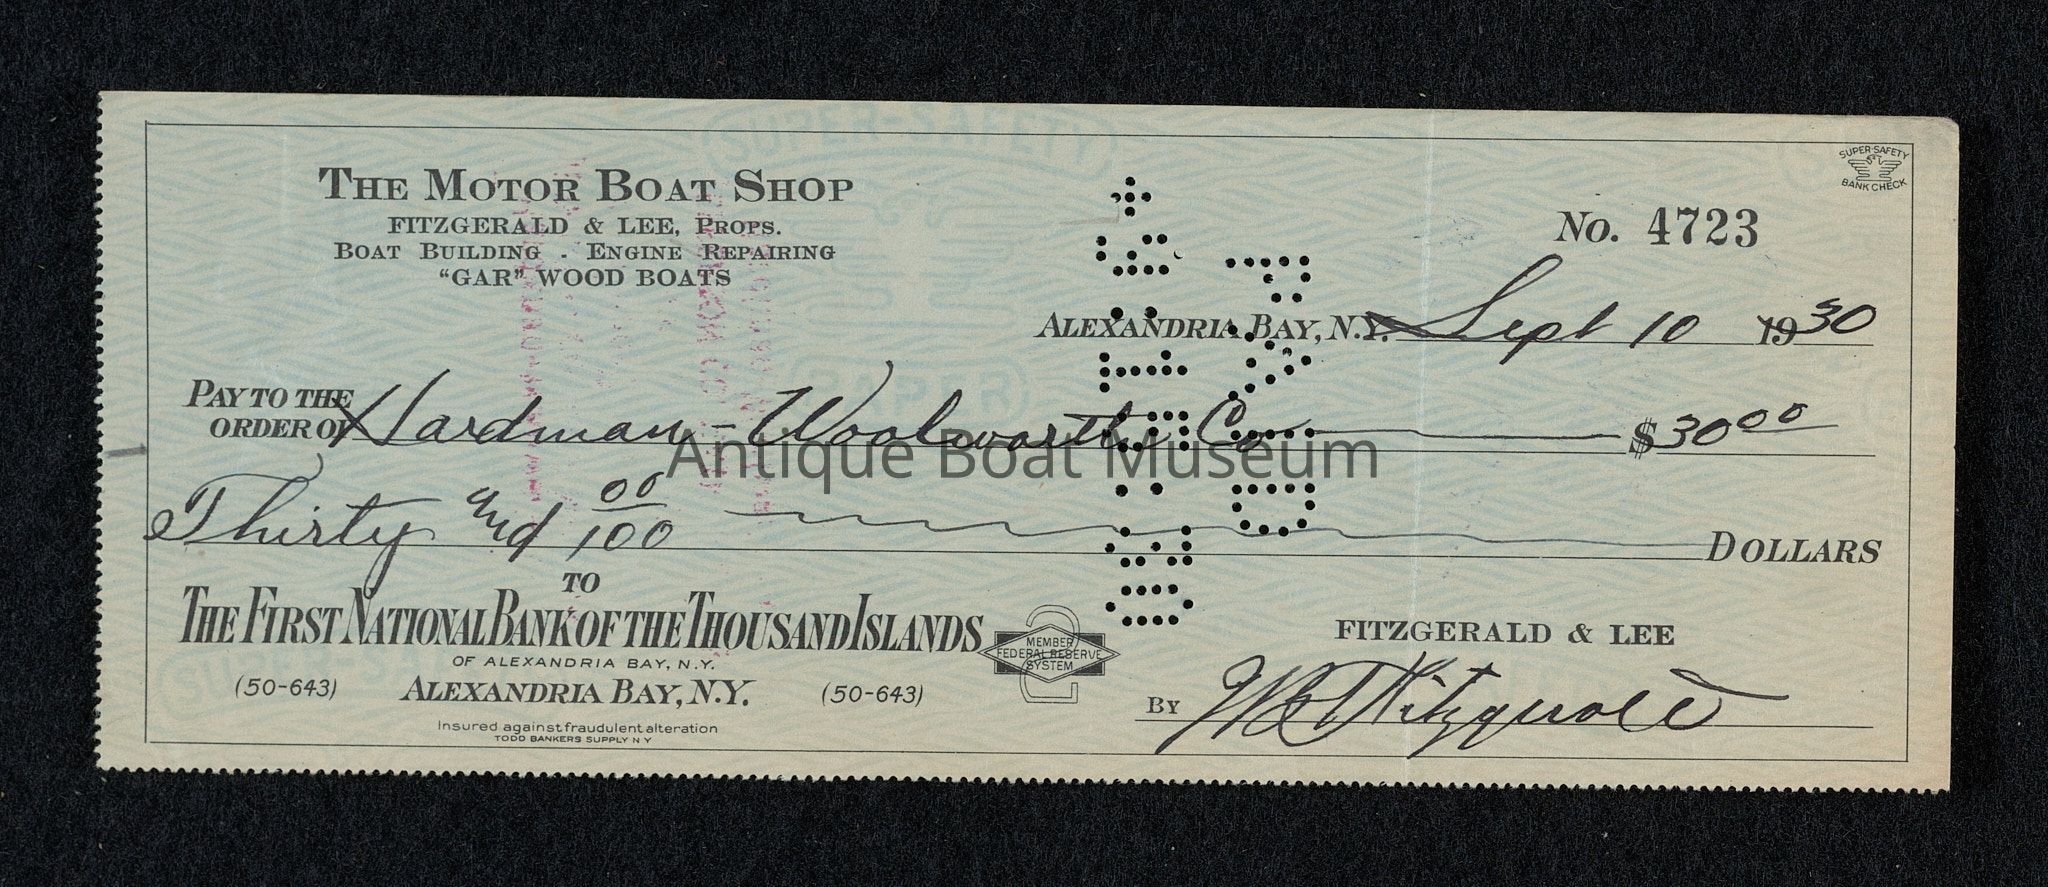 SUPER-SAFETY
SUPER-SAFETY
BANK CHECK
THE MOTOR BOAT SHOP
FITZGERALD & LEE, PROPS.
BOAT BUILDING - ENGINE REPAIRING
"GAR" WOOD BOATS
No. 4723
ALEXANDRIA BAY, N.Y. Sept 10 1930
PAY TO THE
ORDER OF Hardman-Woolworth Co $30 00
Antique Boat Museum
Thirty and 00/100 DOLLARS
TO
THE FIRST NATIONAL BANK OF THE THOUSAND ISLANDS
OF ALEXANDRIA BAY, N.Y.
(50-643) ALEXANDRIA BAY, N.Y. (50-643)
MEMBER
FEDERAL RESERVE
SYSTEM
Insured against fraudulent alteration
TODD BANKERS SUPPLY N Y
FITZGERALD & LEE
BY Fitzgerald